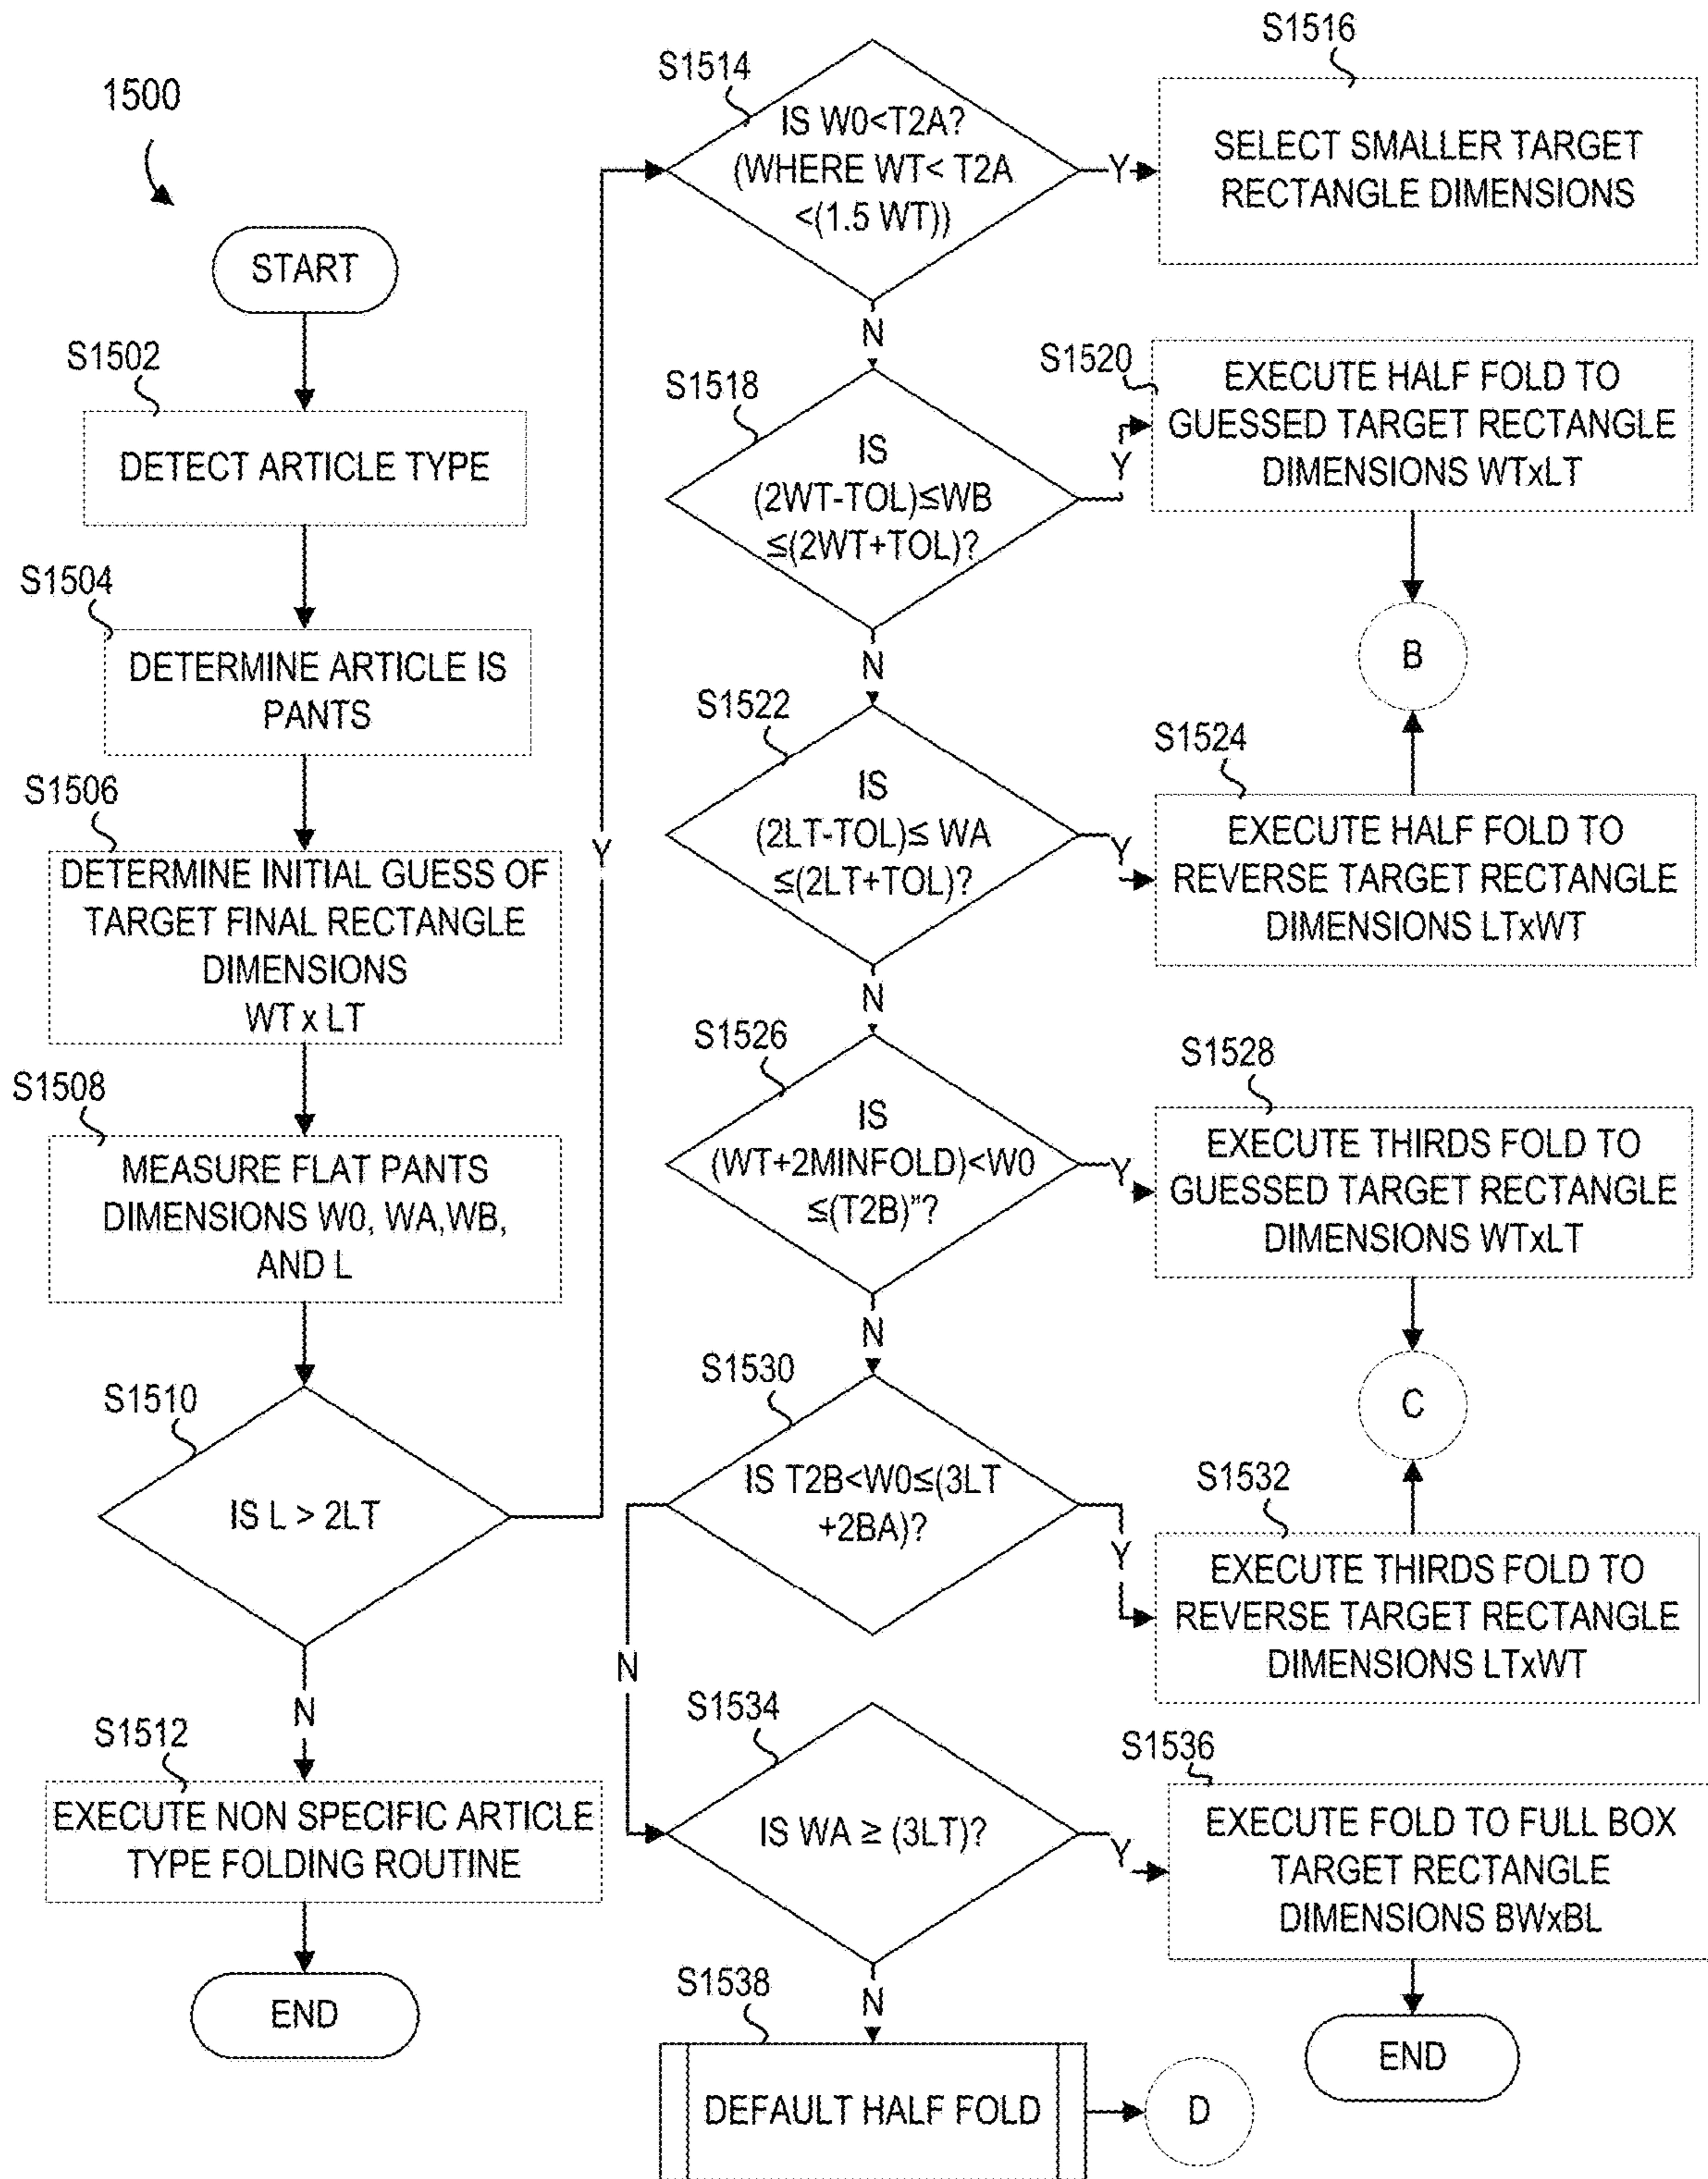 1500
START
S1502
DETECT ARTICLE TYPE
S1504
DETERMINE ARTICLE IS
PANTS
S1506
DETERMINE INITIAL GUESS OF
TARGET FINAL RECTANGLE
DIMENSIONS
WT x LT
S1508
MEASURE FLAT PANTS
DIMENSIONS W0, WA,WB,
AND L
S1510
IS L > 2LT
Y
N
S1512
EXECUTE NON SPECIFIC ARTICLE
TYPE FOLDING ROUTINE
END
S1514
IS W0<T2A?
(WHERE WT< T2A
<(1.5 WT))
Y
N
S1516
SELECT SMALLER TARGET
RECTANGLE DIMENSIONS
S1518
IS
(2WT-TOL)≤WB
≤(2WT+TOL)?
Y
N
S1520
EXECUTE HALF FOLD TO
GUESSED TARGET RECTANGLE
DIMENSIONS WTxLT
B
S1522
IS
(2LT-TOL)≤ WA
≤(2LT+TOL)?
Y
N
S1524
EXECUTE HALF FOLD TO
REVERSE TARGET RECTANGLE
DIMENSIONS LTxWT
S1526
IS
(WT+2MINFOLD)<W0
≤(T2B)"?
Y
N
S1528
EXECUTE THIRDS FOLD TO
GUESSED TARGET RECTANGLE
DIMENSIONS WTxLT
C
S1530
IS T2B<W0≤(3LT
+2BA)?
Y
N
S1532
EXECUTE THIRDS FOLD TO
REVERSE TARGET RECTANGLE
DIMENSIONS LTxWT
S1534
IS WA ≥ (3LT)?
Y
N
S1536
EXECUTE FOLD TO FULL BOX
TARGET RECTANGLE
DIMENSIONS BWxBL
END
S1538
DEFAULT HALF FOLD
D